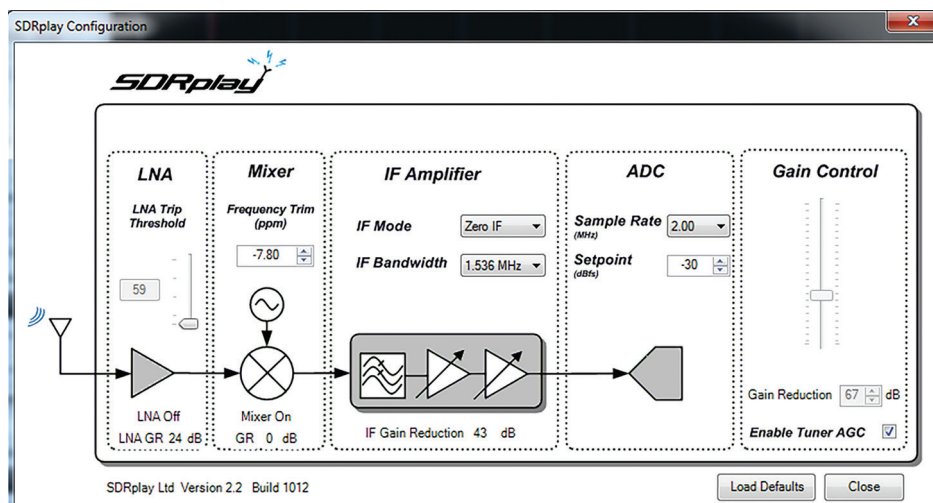 SDRplay Configuration
SDRplay
LNA
LNA Trip
Threshold
59
LNA Off
LNA GR 24 dB
Mixer
Frequency Trim
(ppm)
-7.80
Mixer On
GR 0 dB
IF Amplifier
IF Mode Zero IF
IF Bandwidth 1.536 MHz
IF Gain Reduction 43 dB
ADC
Sample Rate 2.00
(MHz)
Setpoint -30
(dBfs)
Gain Control
Gain Reduction 67 dB
Enable Tuner AGC
SDRplay Ltd Version 2.2 Build 1012
Load Defaults
Close